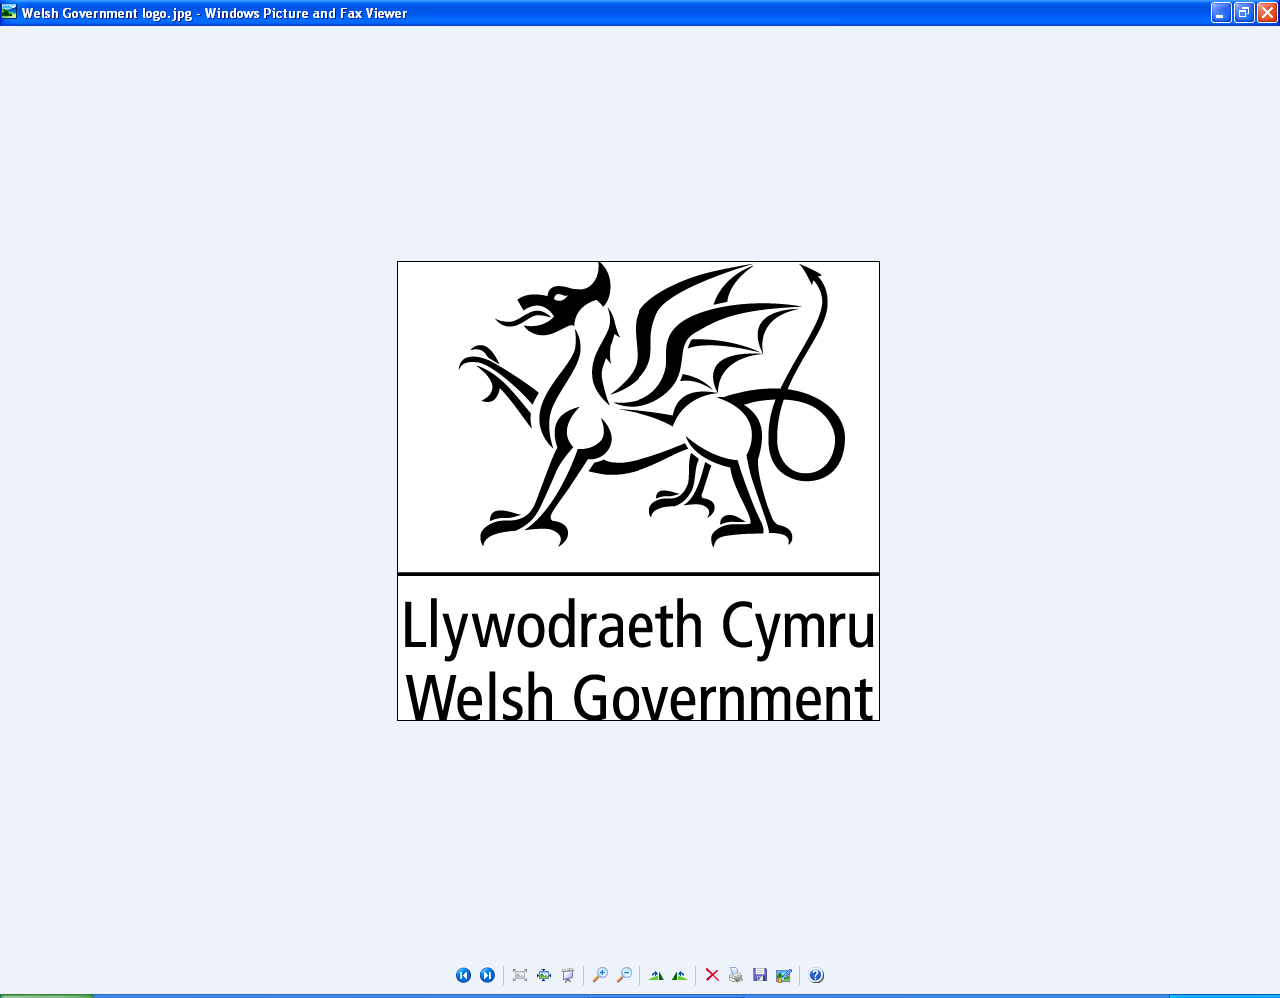 Welsh Government logo.jpg - Windows Picture and Fax Viewer
Llywodraeth Cymru
Welsh Government